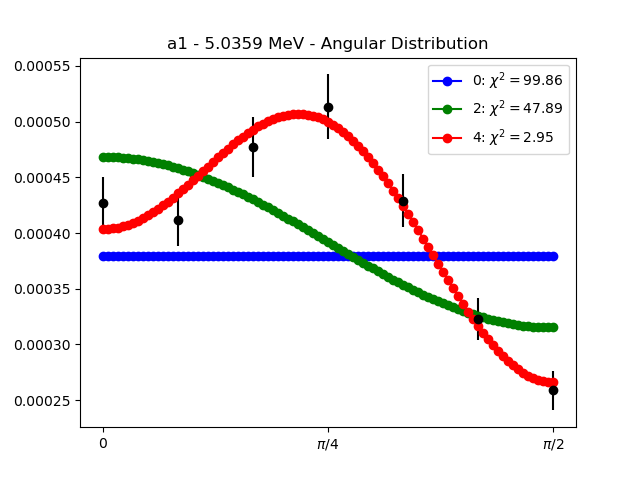 a1 - 5.0359 MeV - Angular Distribution
0.00055
0.00050
0.00045
0.00040
0.00035
0.00030
0.00025
0: χ² = 99.86
2: χ² = 47.89
4: χ² = 2.95
0
π/4
π/2